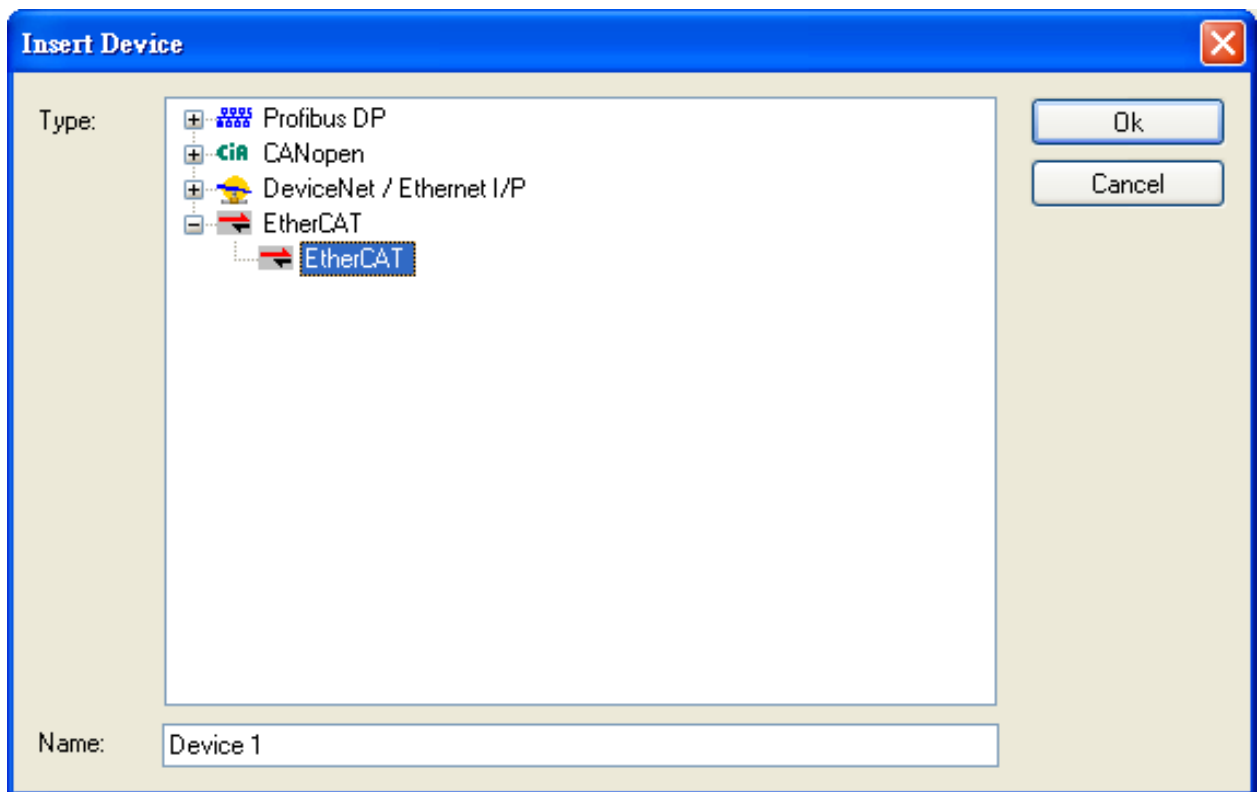 Insert Device
Type:
Profibus DP
CiA CANopen
DeviceNet / Ethernet I/P
EtherCAT
EtherCAT
Ok
Cancel
Name:
Device 1